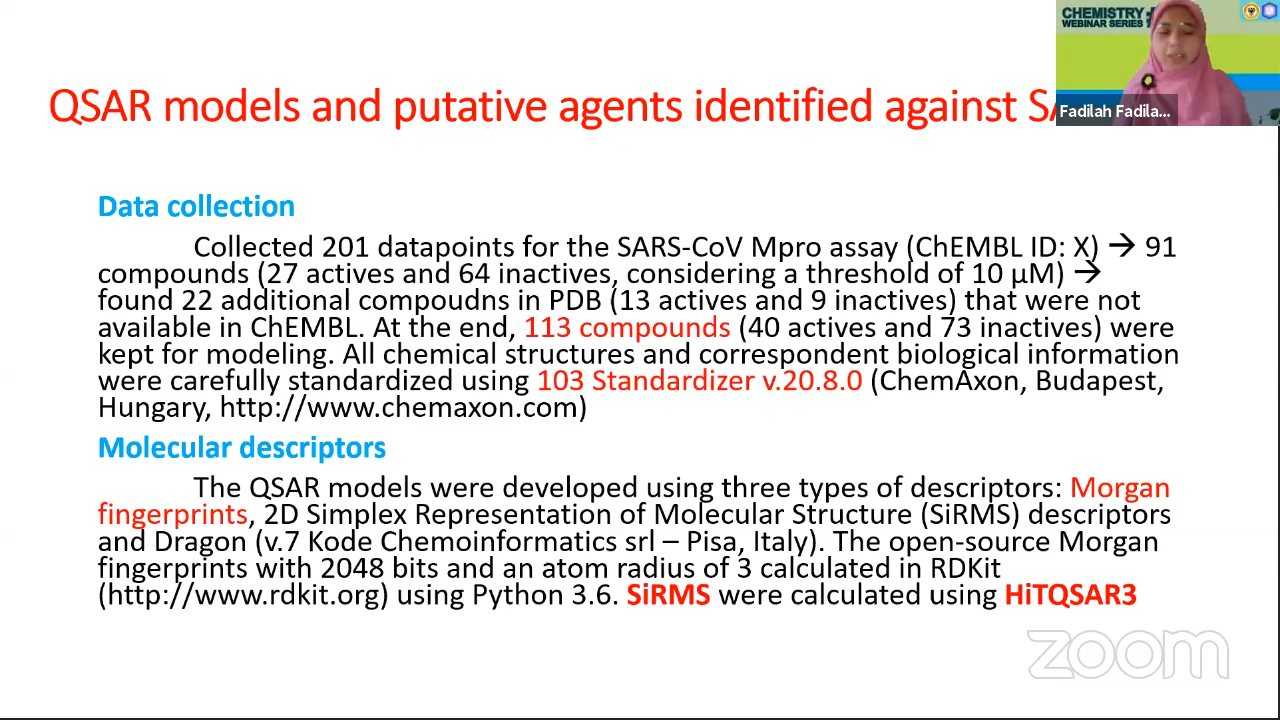 CHEMISTRY
WEBINAR SERIES
Fadilah Fadila...
QSAR models and putative agents identified against SA
Data collection
Collected 201 datapoints for the SARS-CoV Mpro assay (ChEMBL ID: X) → 91
compounds (27 actives and 64 inactives, considering a threshold of 10 µM) →
found 22 additional compoudns in PDB (13 actives and 9 inactives) that were not
available in ChEMBL. At the end, 113 compounds (40 actives and 73 inactives) were
kept for modeling. All chemical structures and correspondent biological information
were carefully standardized using 103 Standardizer v.20.8.0 (ChemAxon, Budapest,
Hungary, http://www.chemaxon.com)
Molecular descriptors
The QSAR models were developed using three types of descriptors: Morgan
fingerprints, 2D Simplex Representation of Molecular Structure (SiRMS) descriptors
and Dragon (v.7 Kode Chemoinformatics srl – Pisa, Italy). The open-source Morgan
fingerprints with 2048 bits and an atom radius of 3 calculated in RDKit
(http://www.rdkit.org) using Python 3.6. SiRMS were calculated using HiTQSAR3
zoom